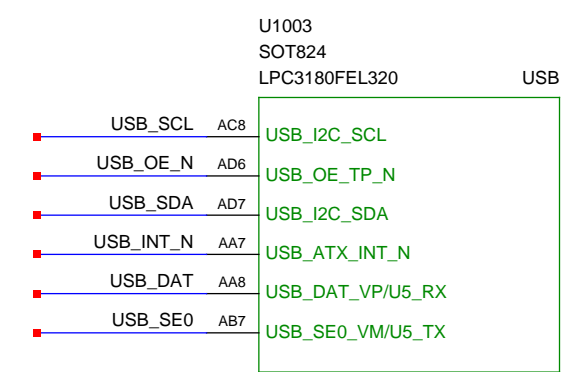 U1003
SOT824
LPC3180FEL320 USB
USB_SCL AC8 USB_I2C_SCL
USB_OE_N AD6 USB_OE_TP_N
USB_SDA AD7 USB_I2C_SDA
USB_INT_N AA7 USB_ATX_INT_N
USB_DAT AA8 USB_DAT_VP/U5_RX
USB_SE0 AB7 USB_SE0_VM/U5_TX